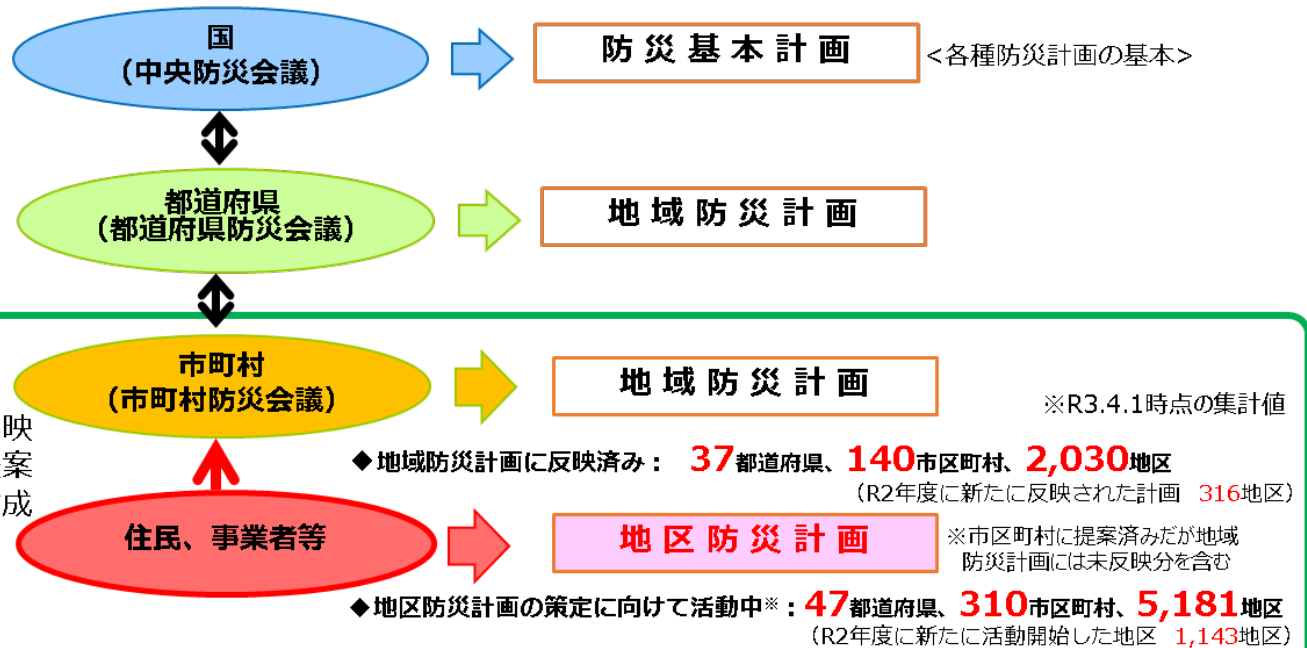 国
(中央防災会議)
防災基本計画
<各種防災計画の基本>
都道府県
(都道府県防災会議)
地域防災計画
市町村
(市町村防災会議)
地域防災計画
※R3.4.1時点の集計値
映
案
成
◆地域防災計画に反映済み: 37都道府県、140市区町村、2,030地区
(R2年度に新たに反映された計画 316地区)
住民、事業者等
地区防災計画
※市区町村に提案済みだが地域
防災計画には未反映分を含む
◆地区防災計画の策定に向けて活動中※:47都道府県、310市区町村、5,181地区
(R2年度に新たに活動開始した地区 1,143地区)